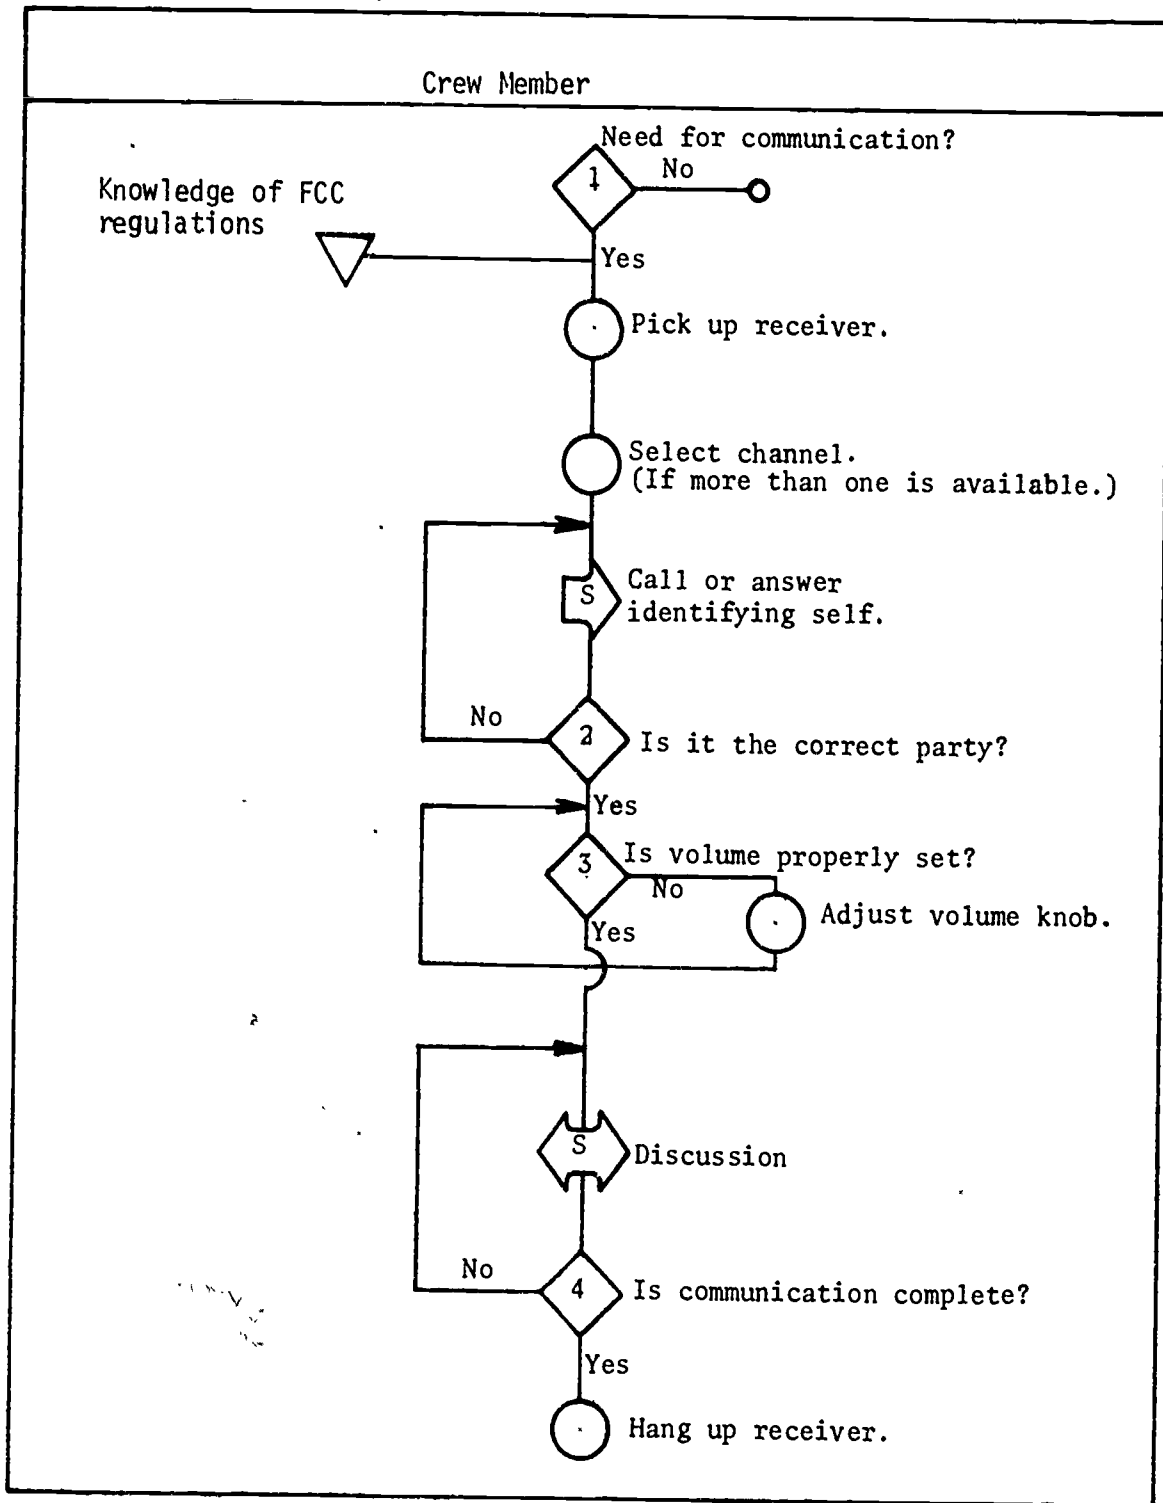 Crew Member
Need for communication?
1
No
Knowledge of FCC
regulations
Yes
Pick up receiver.
Select channel.
(If more than one is available.)
S
Call or answer
identifying self.
No
2
Is it the correct party?
Yes
3
Is volume properly set?
No
Adjust volume knob.
Yes
S
Discussion
No
4
Is communication complete?
Yes
Hang up receiver.